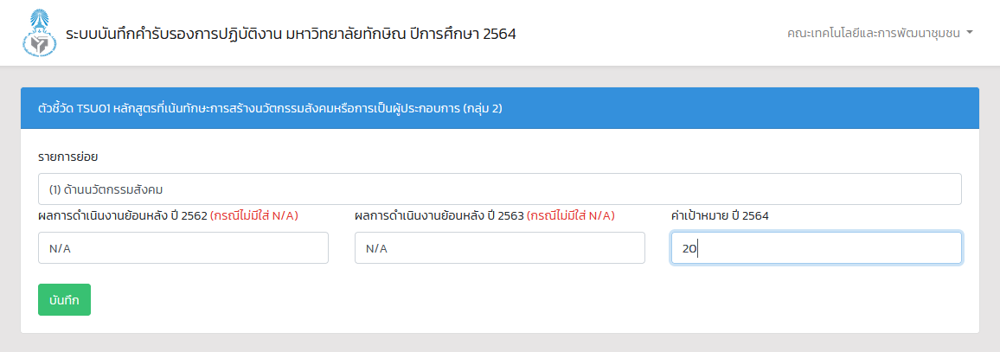 ระบบบันทึกคำรับรองการปฏิบัติงาน มหาวิทยาลัยทักษิณ ปีการศึกษา 2564
คณะเทคโนโลยีและการพัฒนาชุมชน
ตัวชี้วัด TSU01 หลักสูตรที่เน้นทักษะการสร้างนวัตกรรมสังคมหรือการเป็นผู้ประกอบการ (กลุ่ม 2)
รายการย่อย
(1) ด้านนวัตกรรมสังคม
ผลการดำเนินงานย้อนหลัง ปี 2562 (กรณีไม่มีใส่ N/A)
ผลการดำเนินงานย้อนหลัง ปี 2563 (กรณีไม่มีใส่ N/A)
ค่าเป้าหมาย ปี 2564
N/A
N/A
20
บันทึก